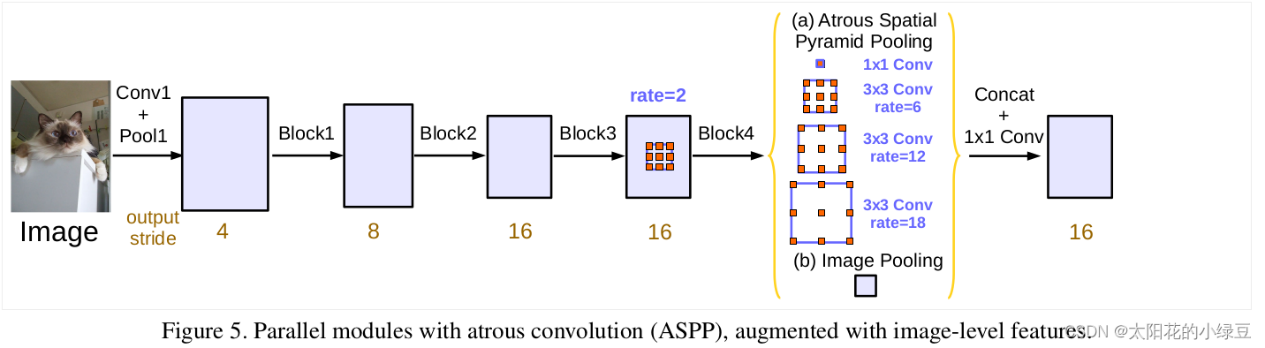 (a) Atrous Spatial
Pyramid Pooling
1x1 Conv
3x3 Conv
rate=6
3x3 Conv
rate=12
3x3 Conv
rate=18
(b) Image Pooling
Conv1
+
Pool1
Block1
Block2
Block3
rate=2
Block4
Concat
+
1x1 Conv
Image
output
stride
4
8
16
16
16
Figure 5. Parallel modules with atrous convolution (ASPP), augmented with image-level features.
CSDN @太阳花的小绿豆